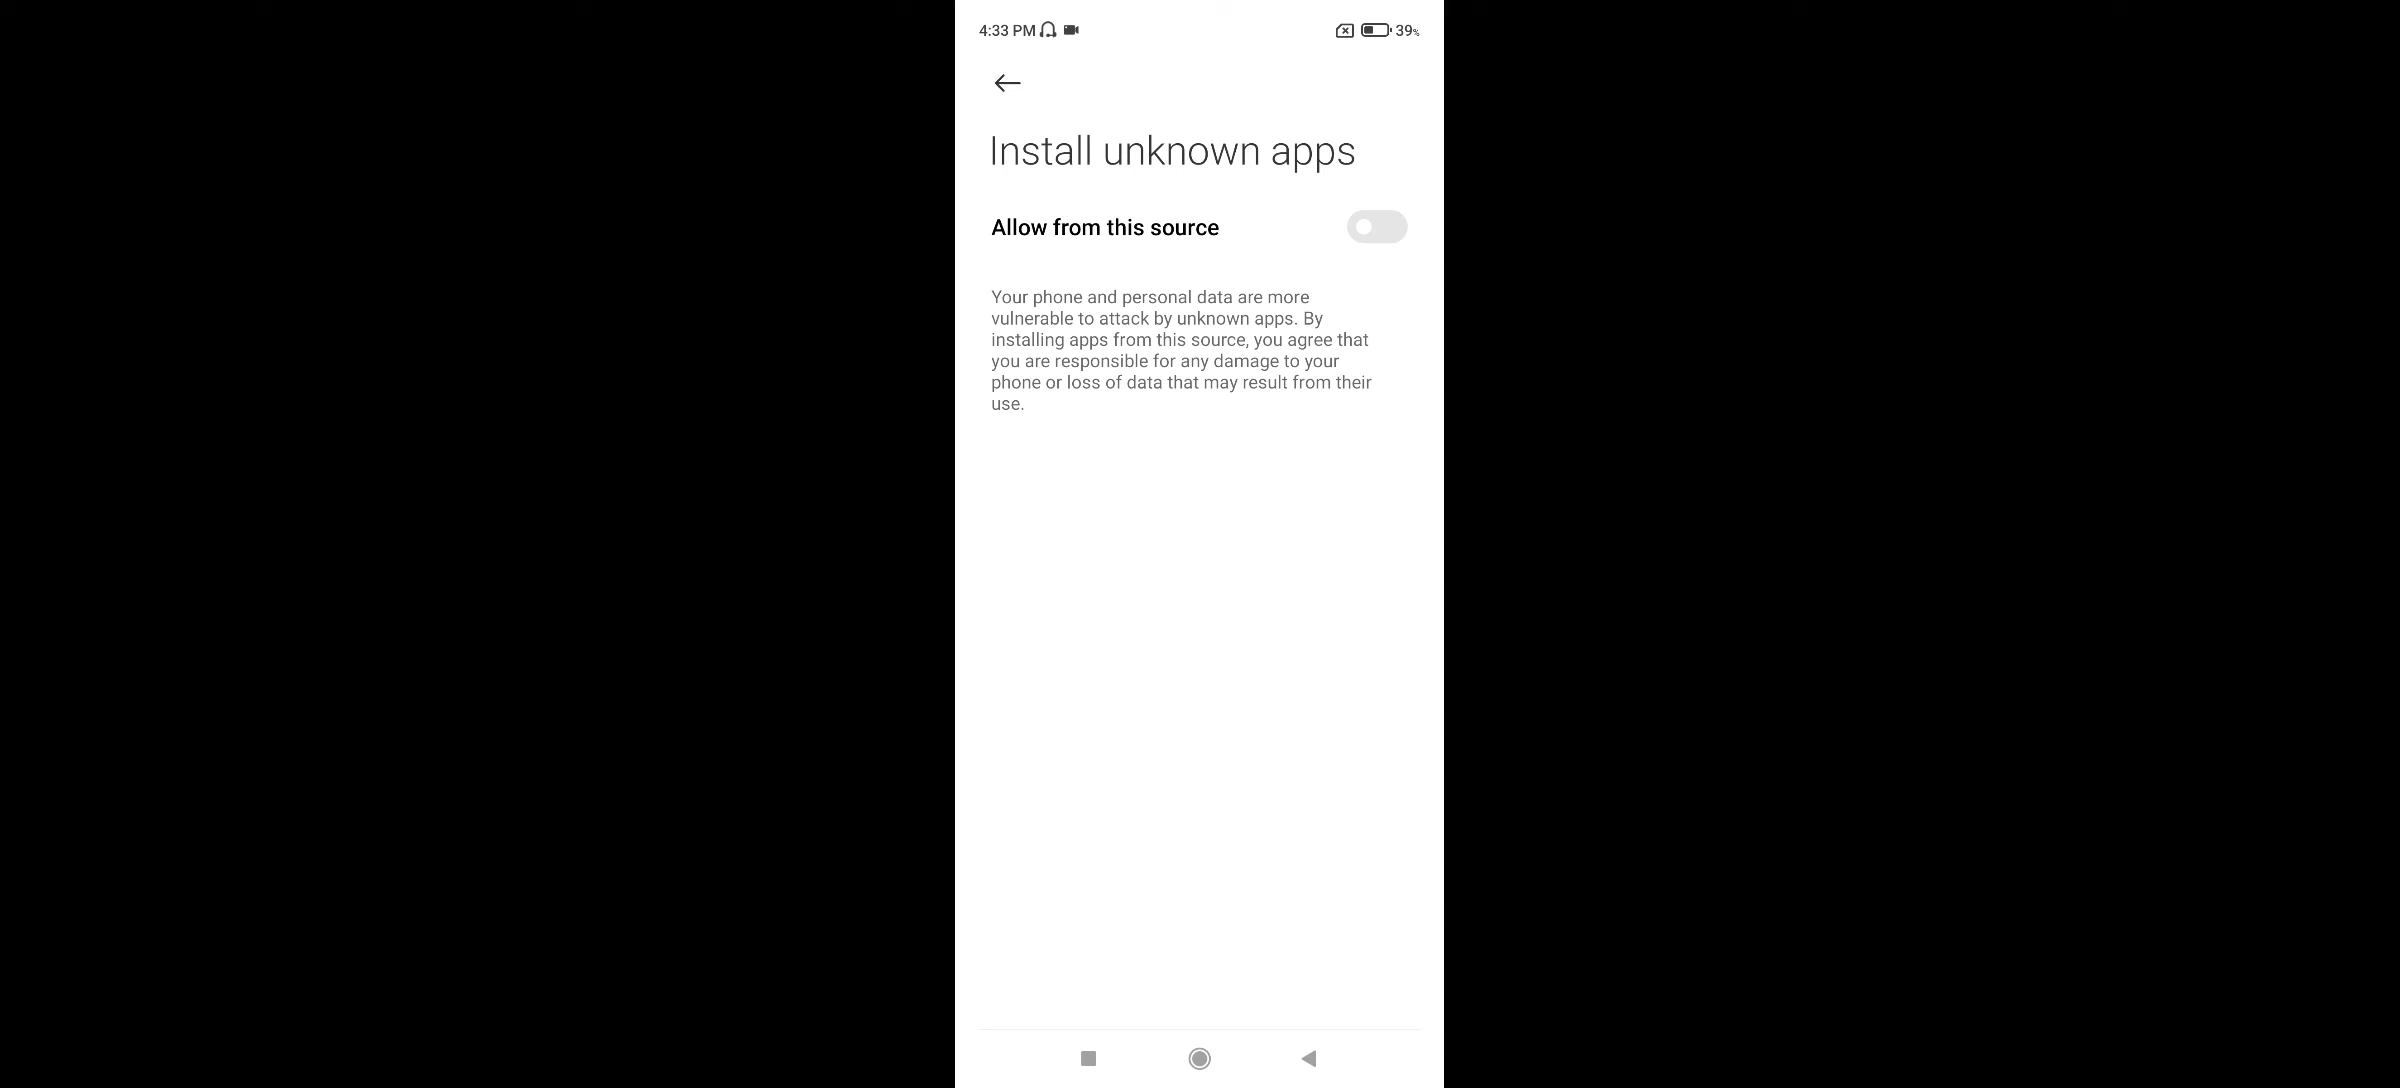 4:33 PM
39%
Install unknown apps
Allow from this source
Your phone and personal data are more
vulnerable to attack by unknown apps. By
installing apps from this source, you agree that
you are responsible for any damage to your
phone or loss of data that may result from their
use.